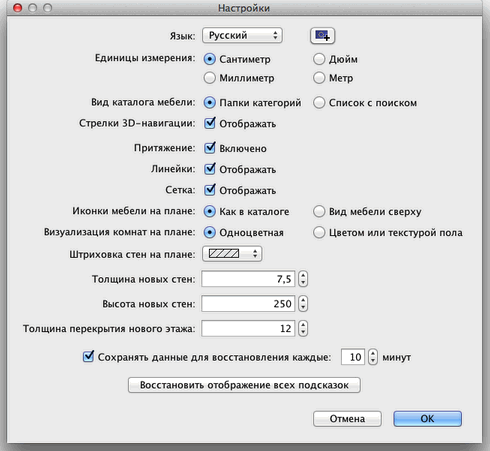 Настройки
Язык: Русский
Единицы измерения: Сантиметр Дюйм
Миллиметр Метр
Вид каталога мебели: Папки категорий Список с поиском
Стрелки 3D-навигации: Отображать
Притяжение: Включено
Линейки: Отображать
Сетка: Отображать
Иконки мебели на плане: Как в каталоге Вид мебели сверху
Визуализация комнат на плане: Одноцветная Цветом или текстурой пола
Штриховка стен на плане:
Толщина новых стен: 7,5
Высота новых стен: 250
Толщина перекрытия нового этажа: 12
Сохранять данные для восстановления каждые: 10 минут
Восстановить отображение всех подсказок
Отмена OK